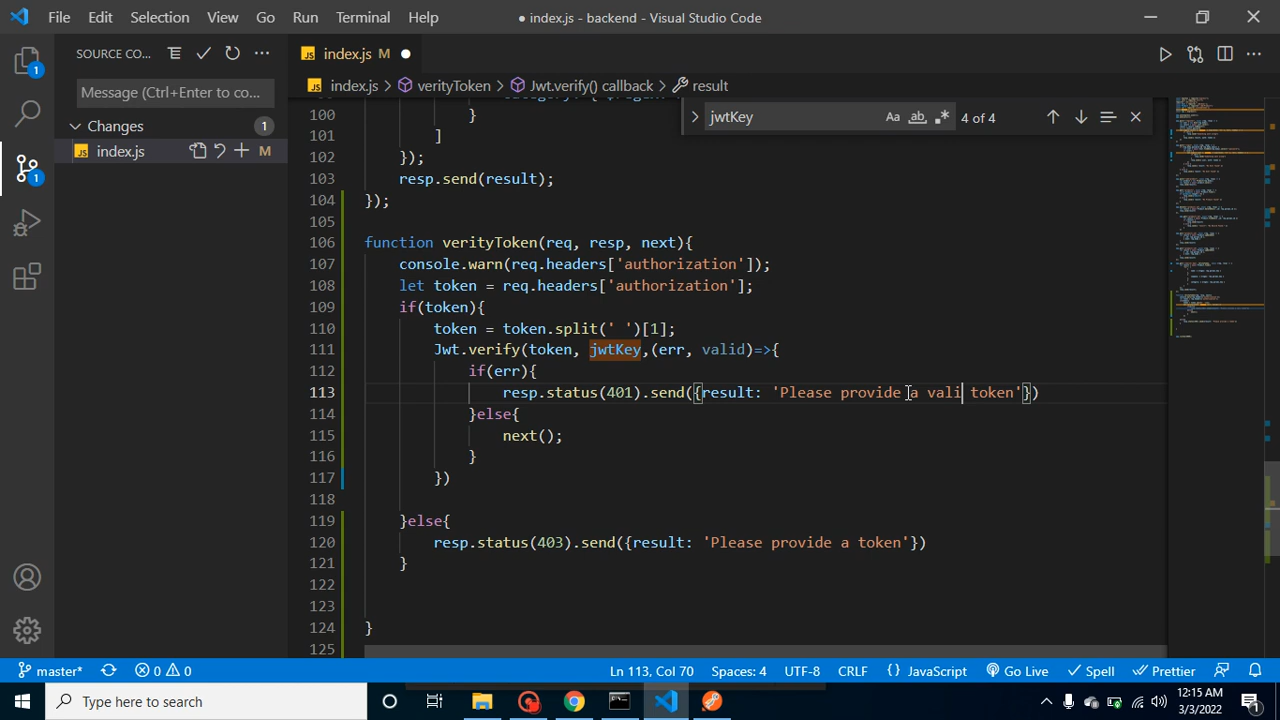 File Edit Selection View Go Run Terminal Help
● index.js - backend - Visual Studio Code
SOURCE CO...
Message (Ctrl+Enter to co...
Changes 1
index.js M
1
1
JS index.js M
JS index.js > verityToken > Jwt.verify() callback > result
jwtKey Aa ab 4 of 4
100 }
101 ]
102 });
103 resp.send(result);
104 });
105
106 function verityToken(req, resp, next){
107 console.warn(req.headers['authorization']);
108 let token = req.headers['authorization'];
109 if(token){
110 token = token.split(' ')[1];
111 Jwt.verify(token, jwtKey,(err, valid)=>{
112 if(err){
113 resp.status(401).send({result: 'Please provide a vali token'})
114 }else{
115 next();
116 }
117 })
118
119 }else{
120 resp.status(403).send({result: 'Please provide a token'})
121 }
122
123
124 }
125
master* 0 0 Ln 113, Col 70 Spaces: 4 UTF-8 CRLF {} JavaScript Go Live Spell Prettier
Type here to search
12:15 AM
3/3/2022
1